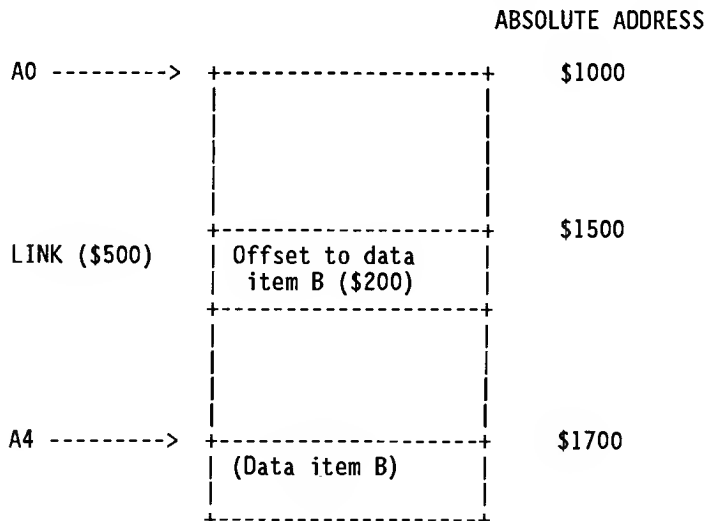 ABSOLUTE ADDRESS
A0 ---------> $1000
$1500
LINK ($500) Offset to data
item B ($200)
A4 ---------> $1700
(Data item B)